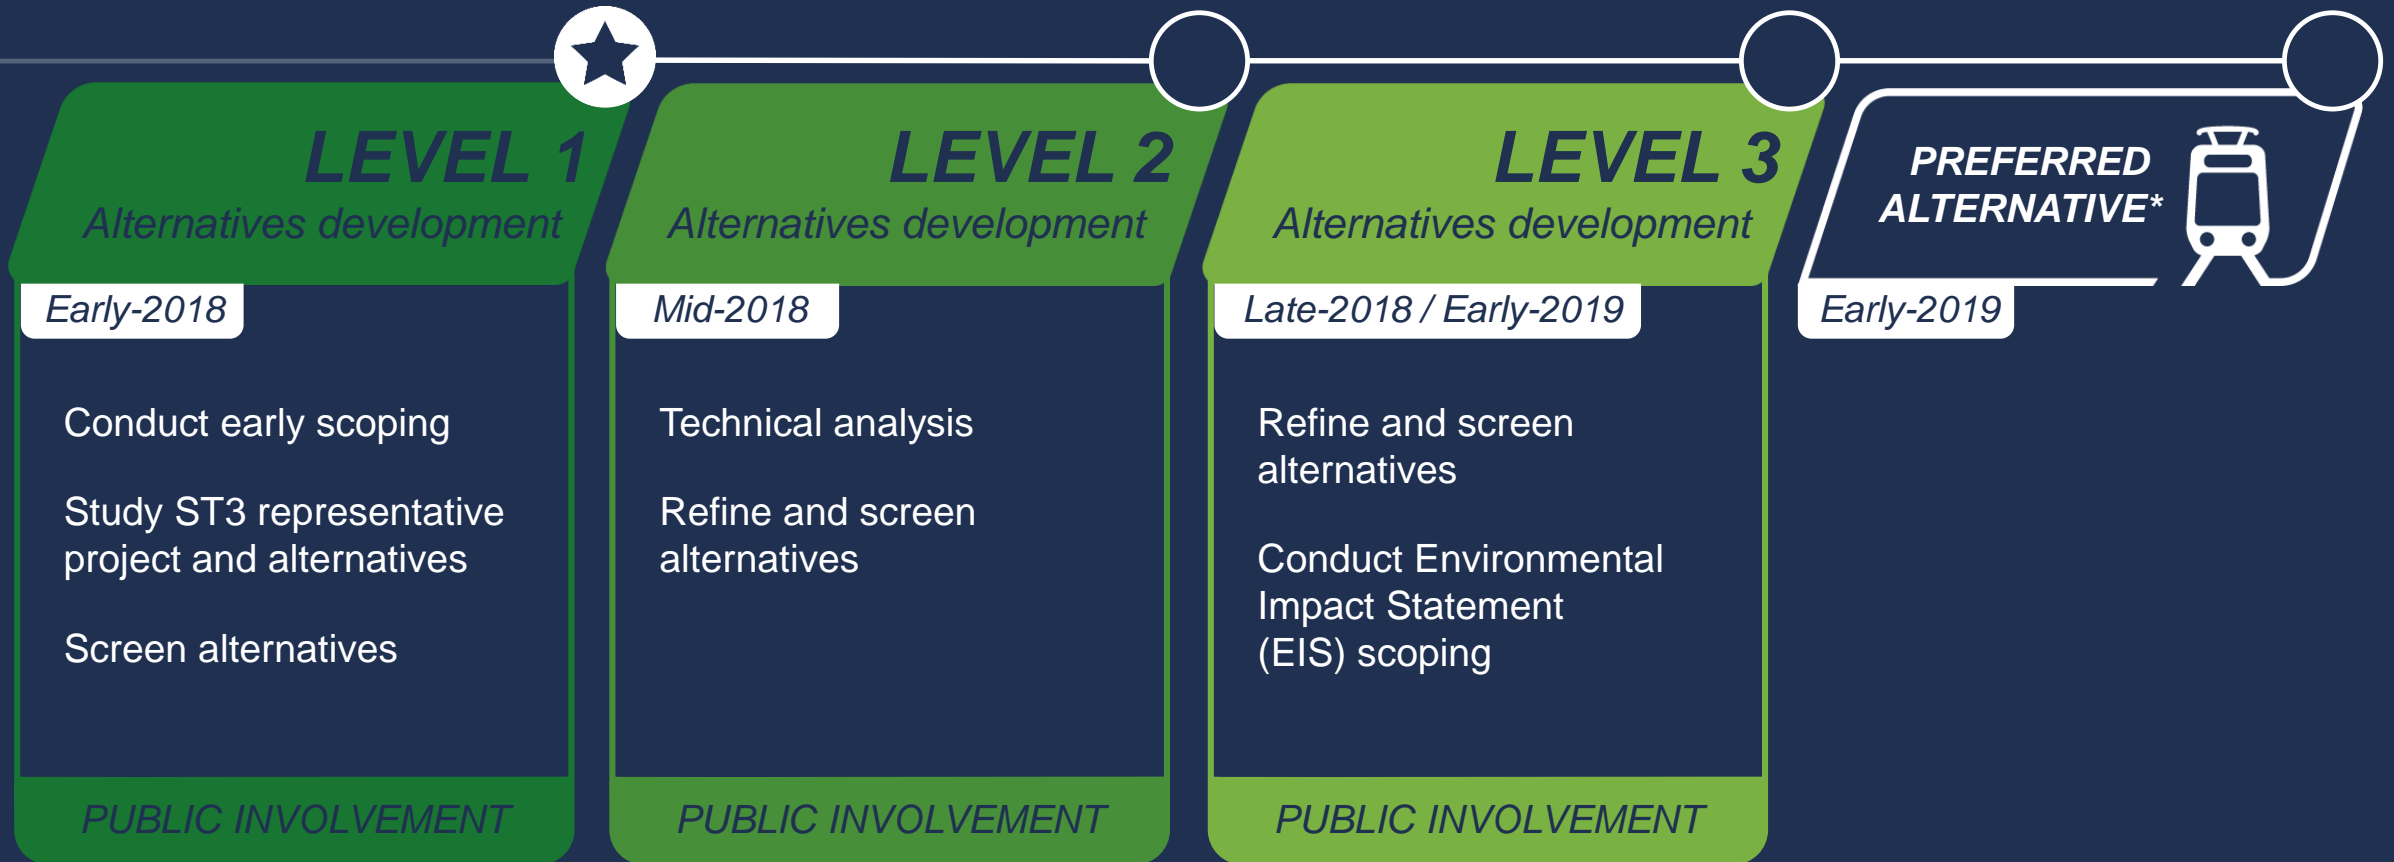 LEVEL 1
Alternatives development
Early-2018
Conduct early scoping
Study ST3 representative
project and alternatives
Screen alternatives
PUBLIC INVOLVEMENT
LEVEL 2
Alternatives development
Mid-2018
Technical analysis
Refine and screen
alternatives
PUBLIC INVOLVEMENT
LEVEL 3
Alternatives development
Late-2018 / Early-2019
Refine and screen
alternatives
Conduct Environmental
Impact Statement
(EIS) scoping
PUBLIC INVOLVEMENT
PREFERRED
ALTERNATIVE*
Early-2019